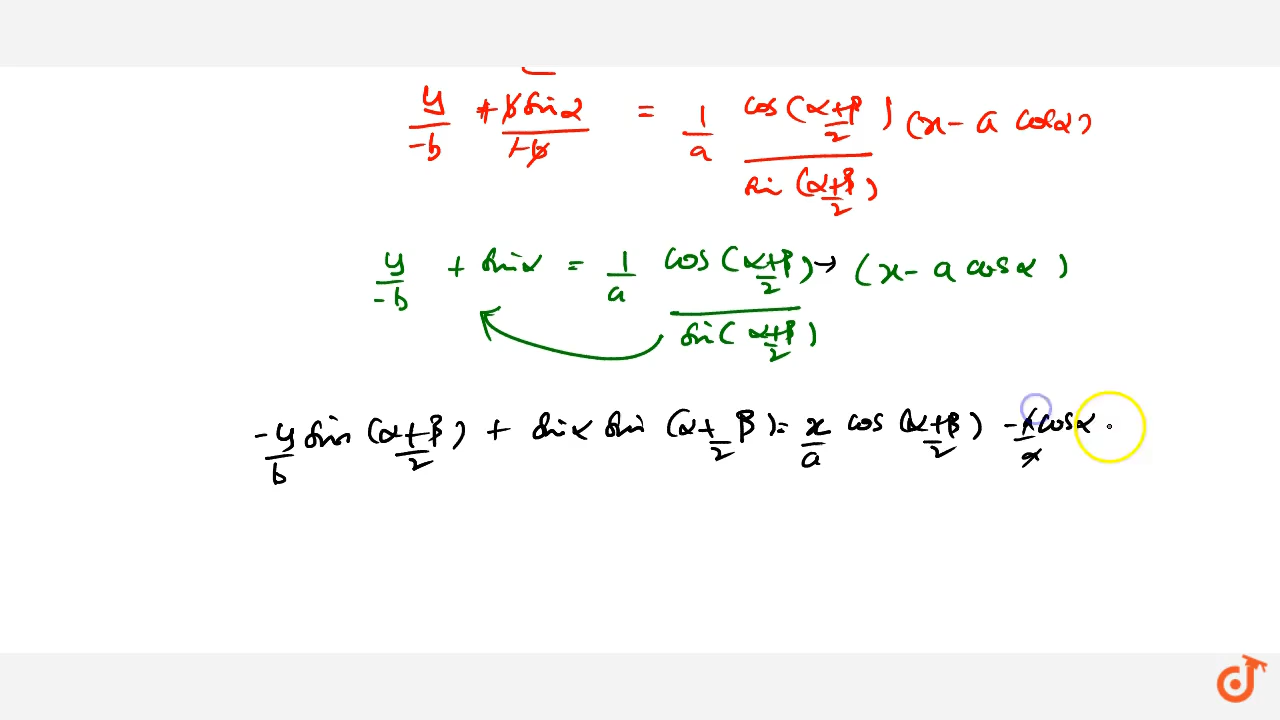 y/-b + b sin α/-b = 1/a cos(α+β/2)/sin(α+β/2) (x - a cos α)
y/-b + sin α = 1/a cos(α+β/2)/sin(α+β/2) → (x - a cos α)
-y/b sin(α+β/2) + sin α sin(α+β/2) = x/a cos(α+β/2) - a/a cos α .